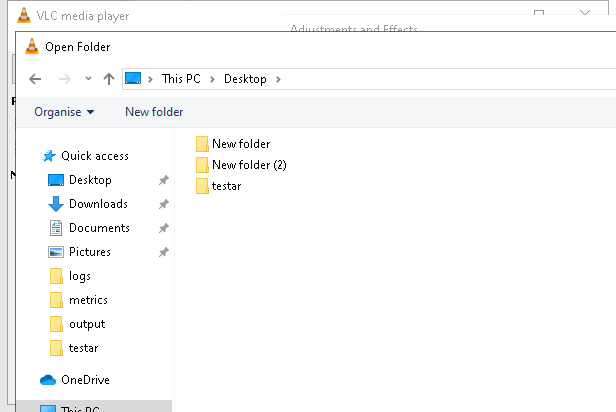 VLC media player
Adjustments and Effects
Open Folder
This PC > Desktop >
Organise New folder
Quick access
Desktop
Downloads
Documents
Pictures
logs
metrics
output
testar
OneDrive
This PC
New folder
New folder (2)
testar